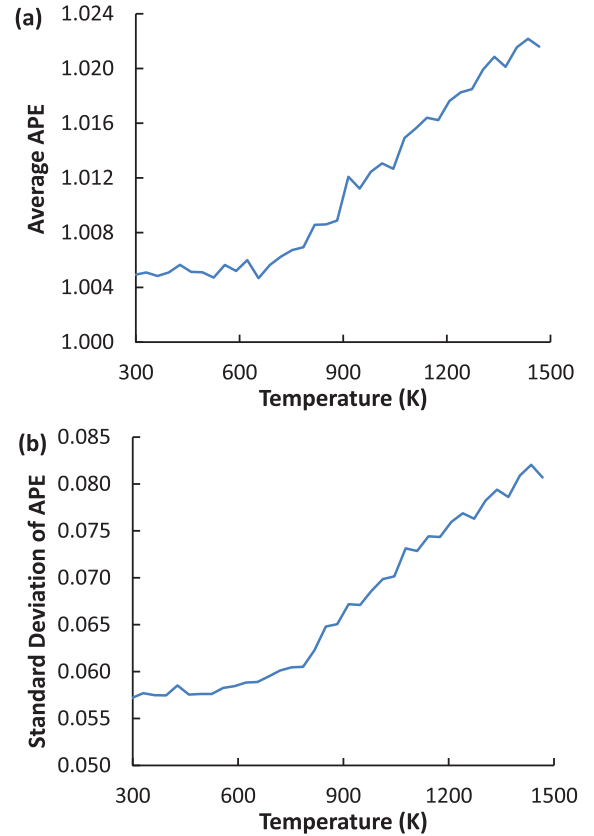 (a)
Average APE
1.024
1.020
1.016
1.012
1.008
1.004
1.000
300 600 900 1200 1500
Temperature (K)
(b)
Standard Deviation of APE
0.085
0.080
0.075
0.070
0.065
0.060
0.055
0.050
300 600 900 1200 1500
Temperature (K)